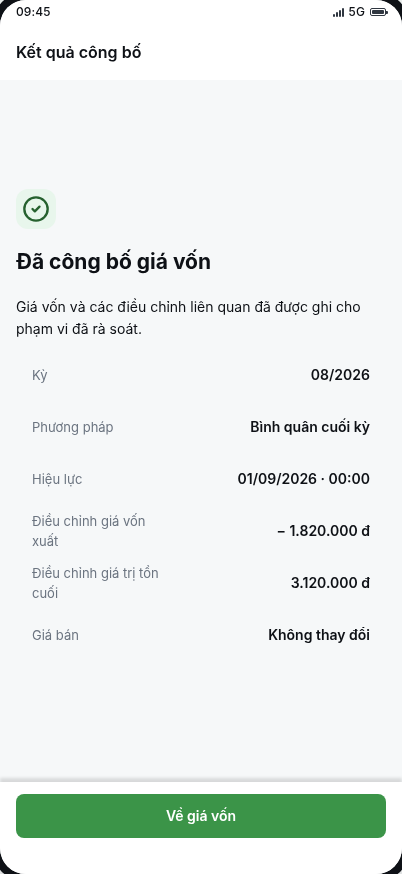 09:45
5G
Kết quả công bố
Đã công bố giá vốn
Giá vốn và các điều chỉnh liên quan đã được ghi cho
phạm vi đã rà soát.
Kỳ
08/2026
Phương pháp
Bình quân cuối kỳ
Hiệu lực
01/09/2026 · 00:00
Điều chỉnh giá vốn
xuất
− 1.820.000 đ
Điều chỉnh giá trị tồn
cuối
3.120.000 đ
Giá bán
Không thay đổi
Về giá vốn